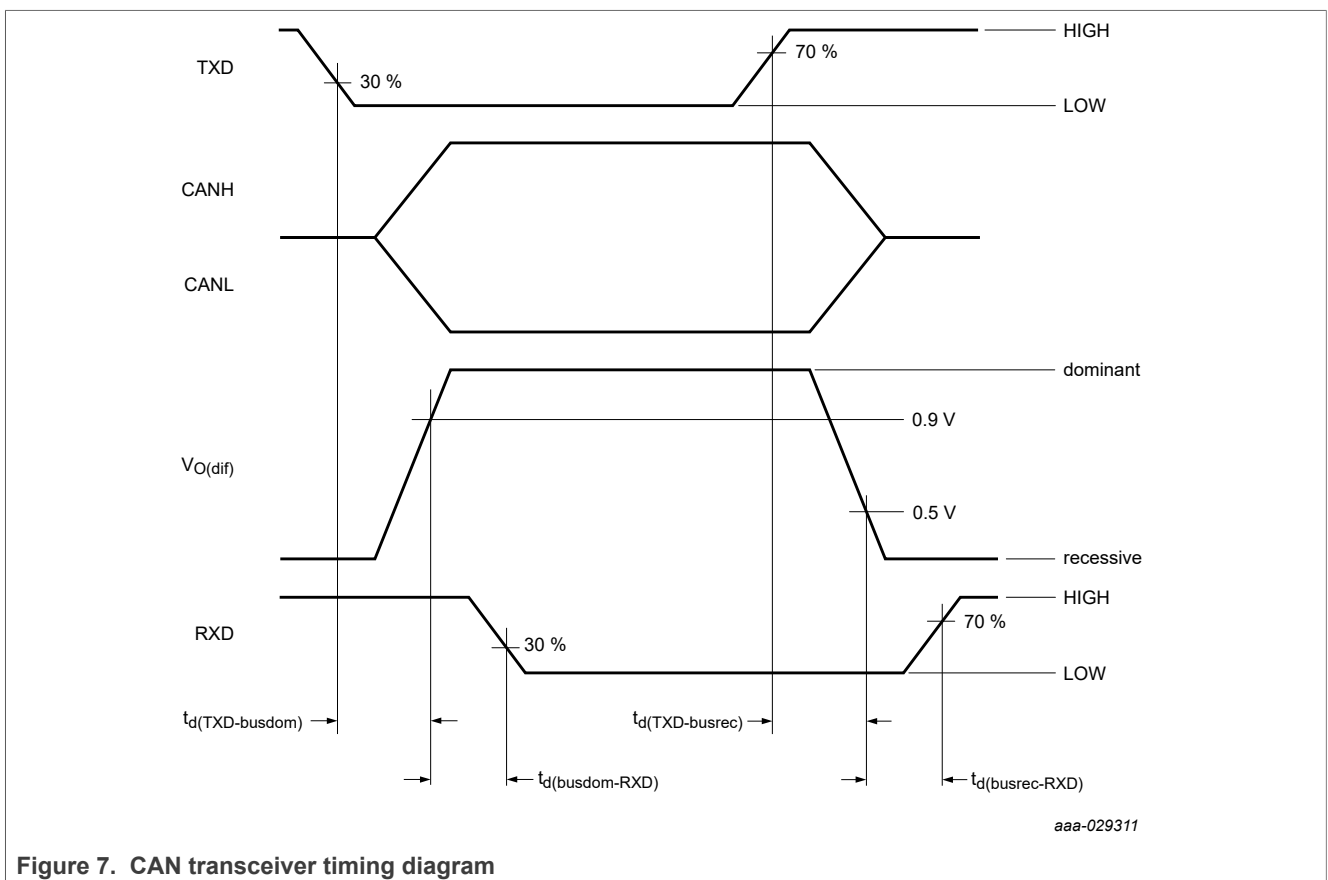 HIGH
TXD
70 %
30 %
LOW
CANH
CANL
dominant
0.9 V
VO(dif)
0.5 V
recessive
HIGH
70 %
RXD
30 %
LOW
td(TXD-busdom)
td(TXD-busrec)
td(busdom-RXD)
td(busrec-RXD)
aaa-029311
Figure 7. CAN transceiver timing diagram